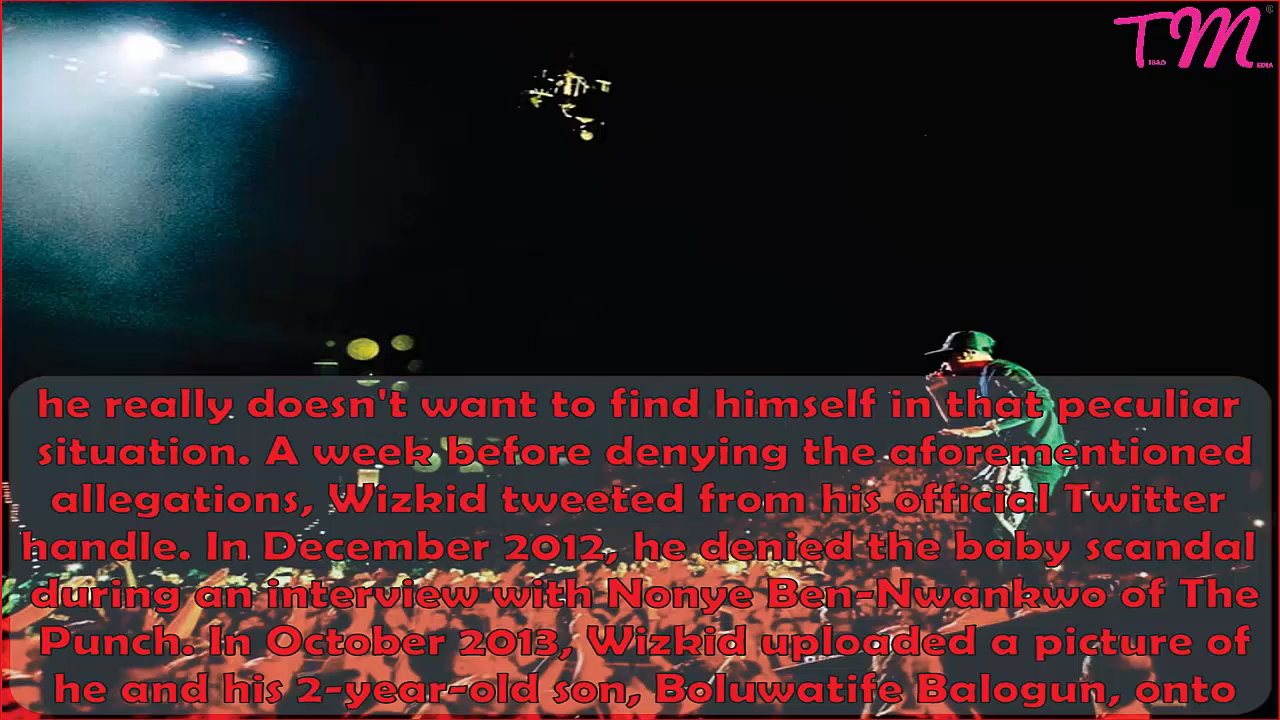 TM
ISAO EDIA
he really doesn't want to find himself in that peculiar
situation. A week before denying the aforementioned
allegations, Wizkid tweeted from his official Twitter
handle. In December 2012, he denied the baby scandal
during an interview with Nonye Ben-Nwankwo of The
Punch. In October 2013, Wizkid uploaded a picture of
he and his 2-year-old son, Boluwatife Balogun, onto